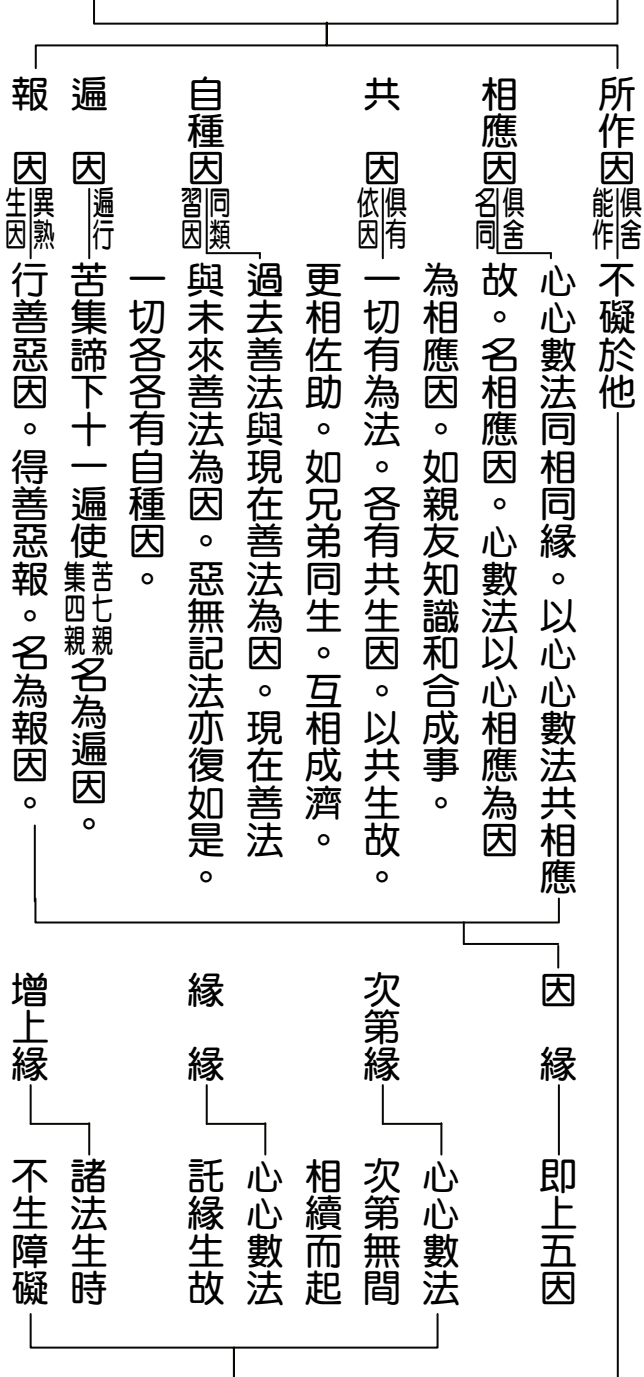 所作因 俱舍能作 不礙於他
相應因 俱舍名同 心心數法同相同緣。以心心數法共相應
故。名相應因。心數法以心相應為因
為相應因。如親友知識和合成事。
共因 俱有依因 一切有為法。各有共生因。以共生故。
更相佐助。如兄弟同生。互相成濟。
自種因 同類習因 過去善法與現在善法為因。現在善法
與未來善法為因。惡無記法亦復如是。
一切各各有自種因。
遍因 遍行 苦集諦下十一遍使 苦七親集四親 名為遍因。
報因 異熟生因 行善惡因。得善惡報。名為報因。
因緣 即上五因
次第緣 心心數法
次第無間
相續而起
緣緣 心心數法
託緣生故
增上緣 諸法生時
不生障礙